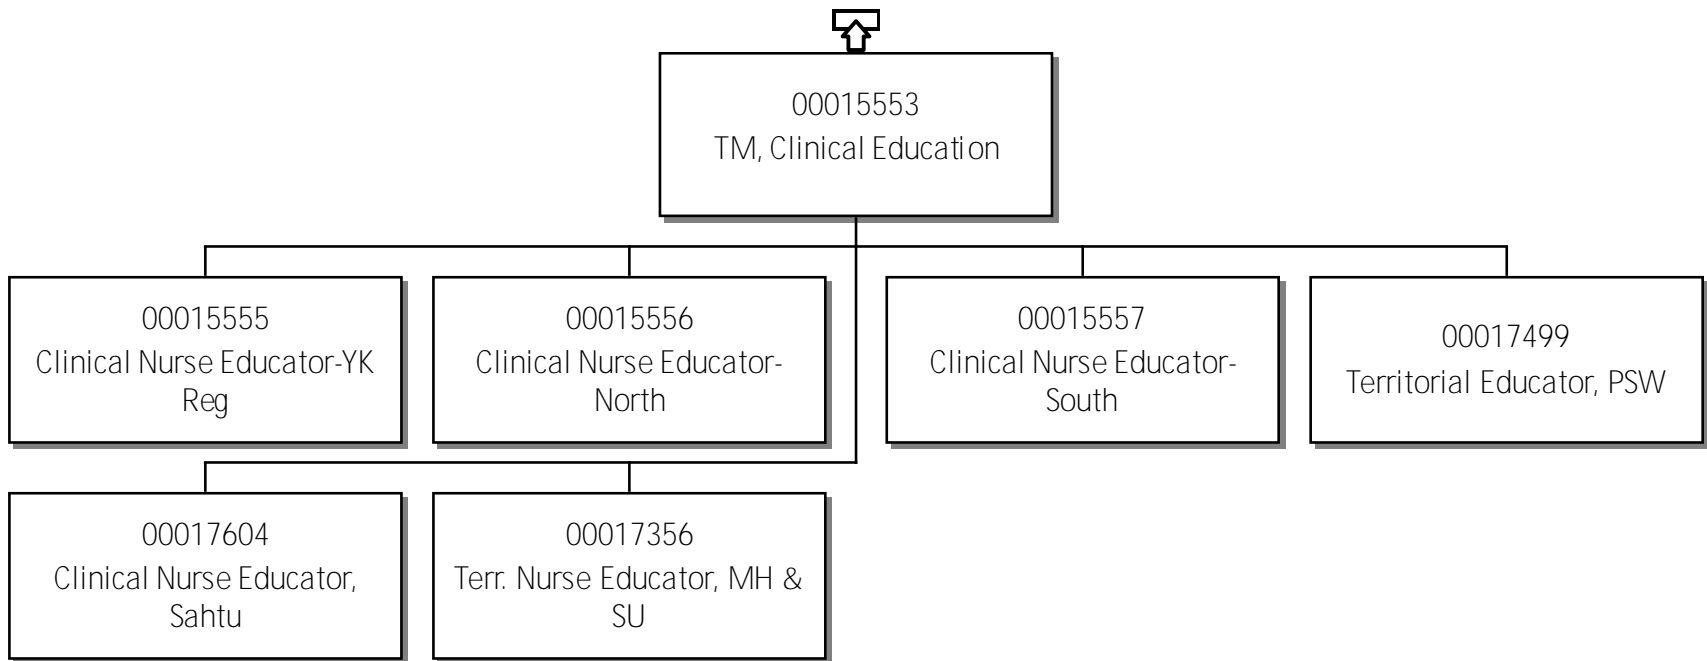 00015553
TM, Clinical Education
00015555
Clinical Nurse Educator-YK
Reg
00015556
Clinical Nurse Educator-
North
00015557
Clinical Nurse Educator-
South
00017499
Territorial Educator, PSW
00017604
Clinical Nurse Educator,
Sahtu
00017356
Terr. Nurse Educator, MH &
SU